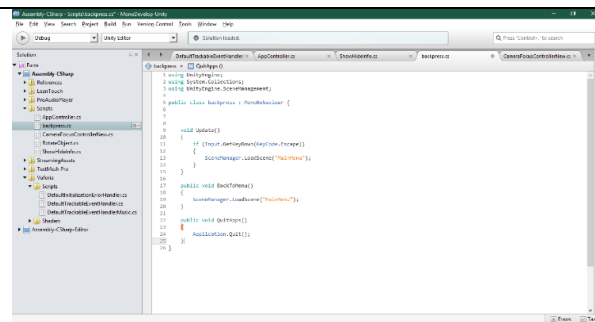 Assembly-CSharp - Scripts\backpress.cs* - MonoDevelop-Unity
File Edit View Search Project Build Run Version Control Tools Window Help
Debug Unity Editor Solution loaded. Press 'Control+,' to search
Solution
DefaultTrackableEventHandler AppController.cs ShowHideInfo.cs backpress.cs CameraFocusControllerNew.cs
backpress QuitApps ()
Assembly-CSharp
References
LeanTouch
ProAudioPlayer
Scripts
AppController.cs
backpress.cs
CameraFocusControllerNew.cs
RotateObject.cs
ShowHideInfo.cs
StreamingAssets
TextMesh Pro
Vuforia
Scripts
DefaultInitializationErrorHandler.cs
DefaultTrackableEventHandler.cs
DefaultTrackableEventHandlerMusic.cs
Shaders
Assembly-CSharp-Editor
1 using UnityEngine;
2 using System.Collections;
3 using UnityEngine.SceneManagement;
4
5 public class backpress : MonoBehaviour {
6
7
8
9 void Update()
10 {
11 if (Input.GetKeyDown(KeyCode.Escape))
12 {
13 SceneManager.LoadScene("MainMenu");
14 }
15 }
16
17 public void BackToMenu()
18 {
19 SceneManager.LoadScene("MainMenu");
20 }
21
22 public void QuitApps()
23 {
24 Application.Quit();
25 }
26 }
Errors